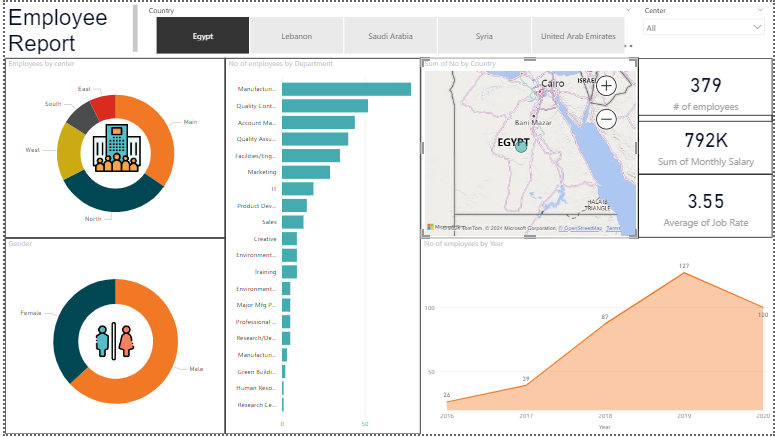 Employee
Report
Country
Egypt
Lebanon
Saudi Arabia
Syria
United Arab Emirates
Center
All
Employees by center
East
South
Main
West
North
Gender
Female
Male
No of employees by Department
Manufactur...
Quality Cont...
Account Ma...
Quality Assu...
Facilities/Eng...
Marketing
IT
Product Dev...
Sales
Creative
Environment...
Training
Environment...
Major Mfg P...
Professional ...
Research/De...
Manufactur...
Green Buildi...
Human Reso...
Research Ce...
0
50
Sum of No by Country
Cairo
ISRAEL
Bani-Mazar
EGYPT
HALA'IB
TRIANGLE
© 2024 TomTom, © 2024 Microsoft Corporation, © OpenStreetMap Terms
379
# of employees
792K
Sum of Monthly Salary
3.55
Average of Job Rate
No of employees by Year
127
100
100
87
50
39
26
2016
2017
2018
2019
2020
Year